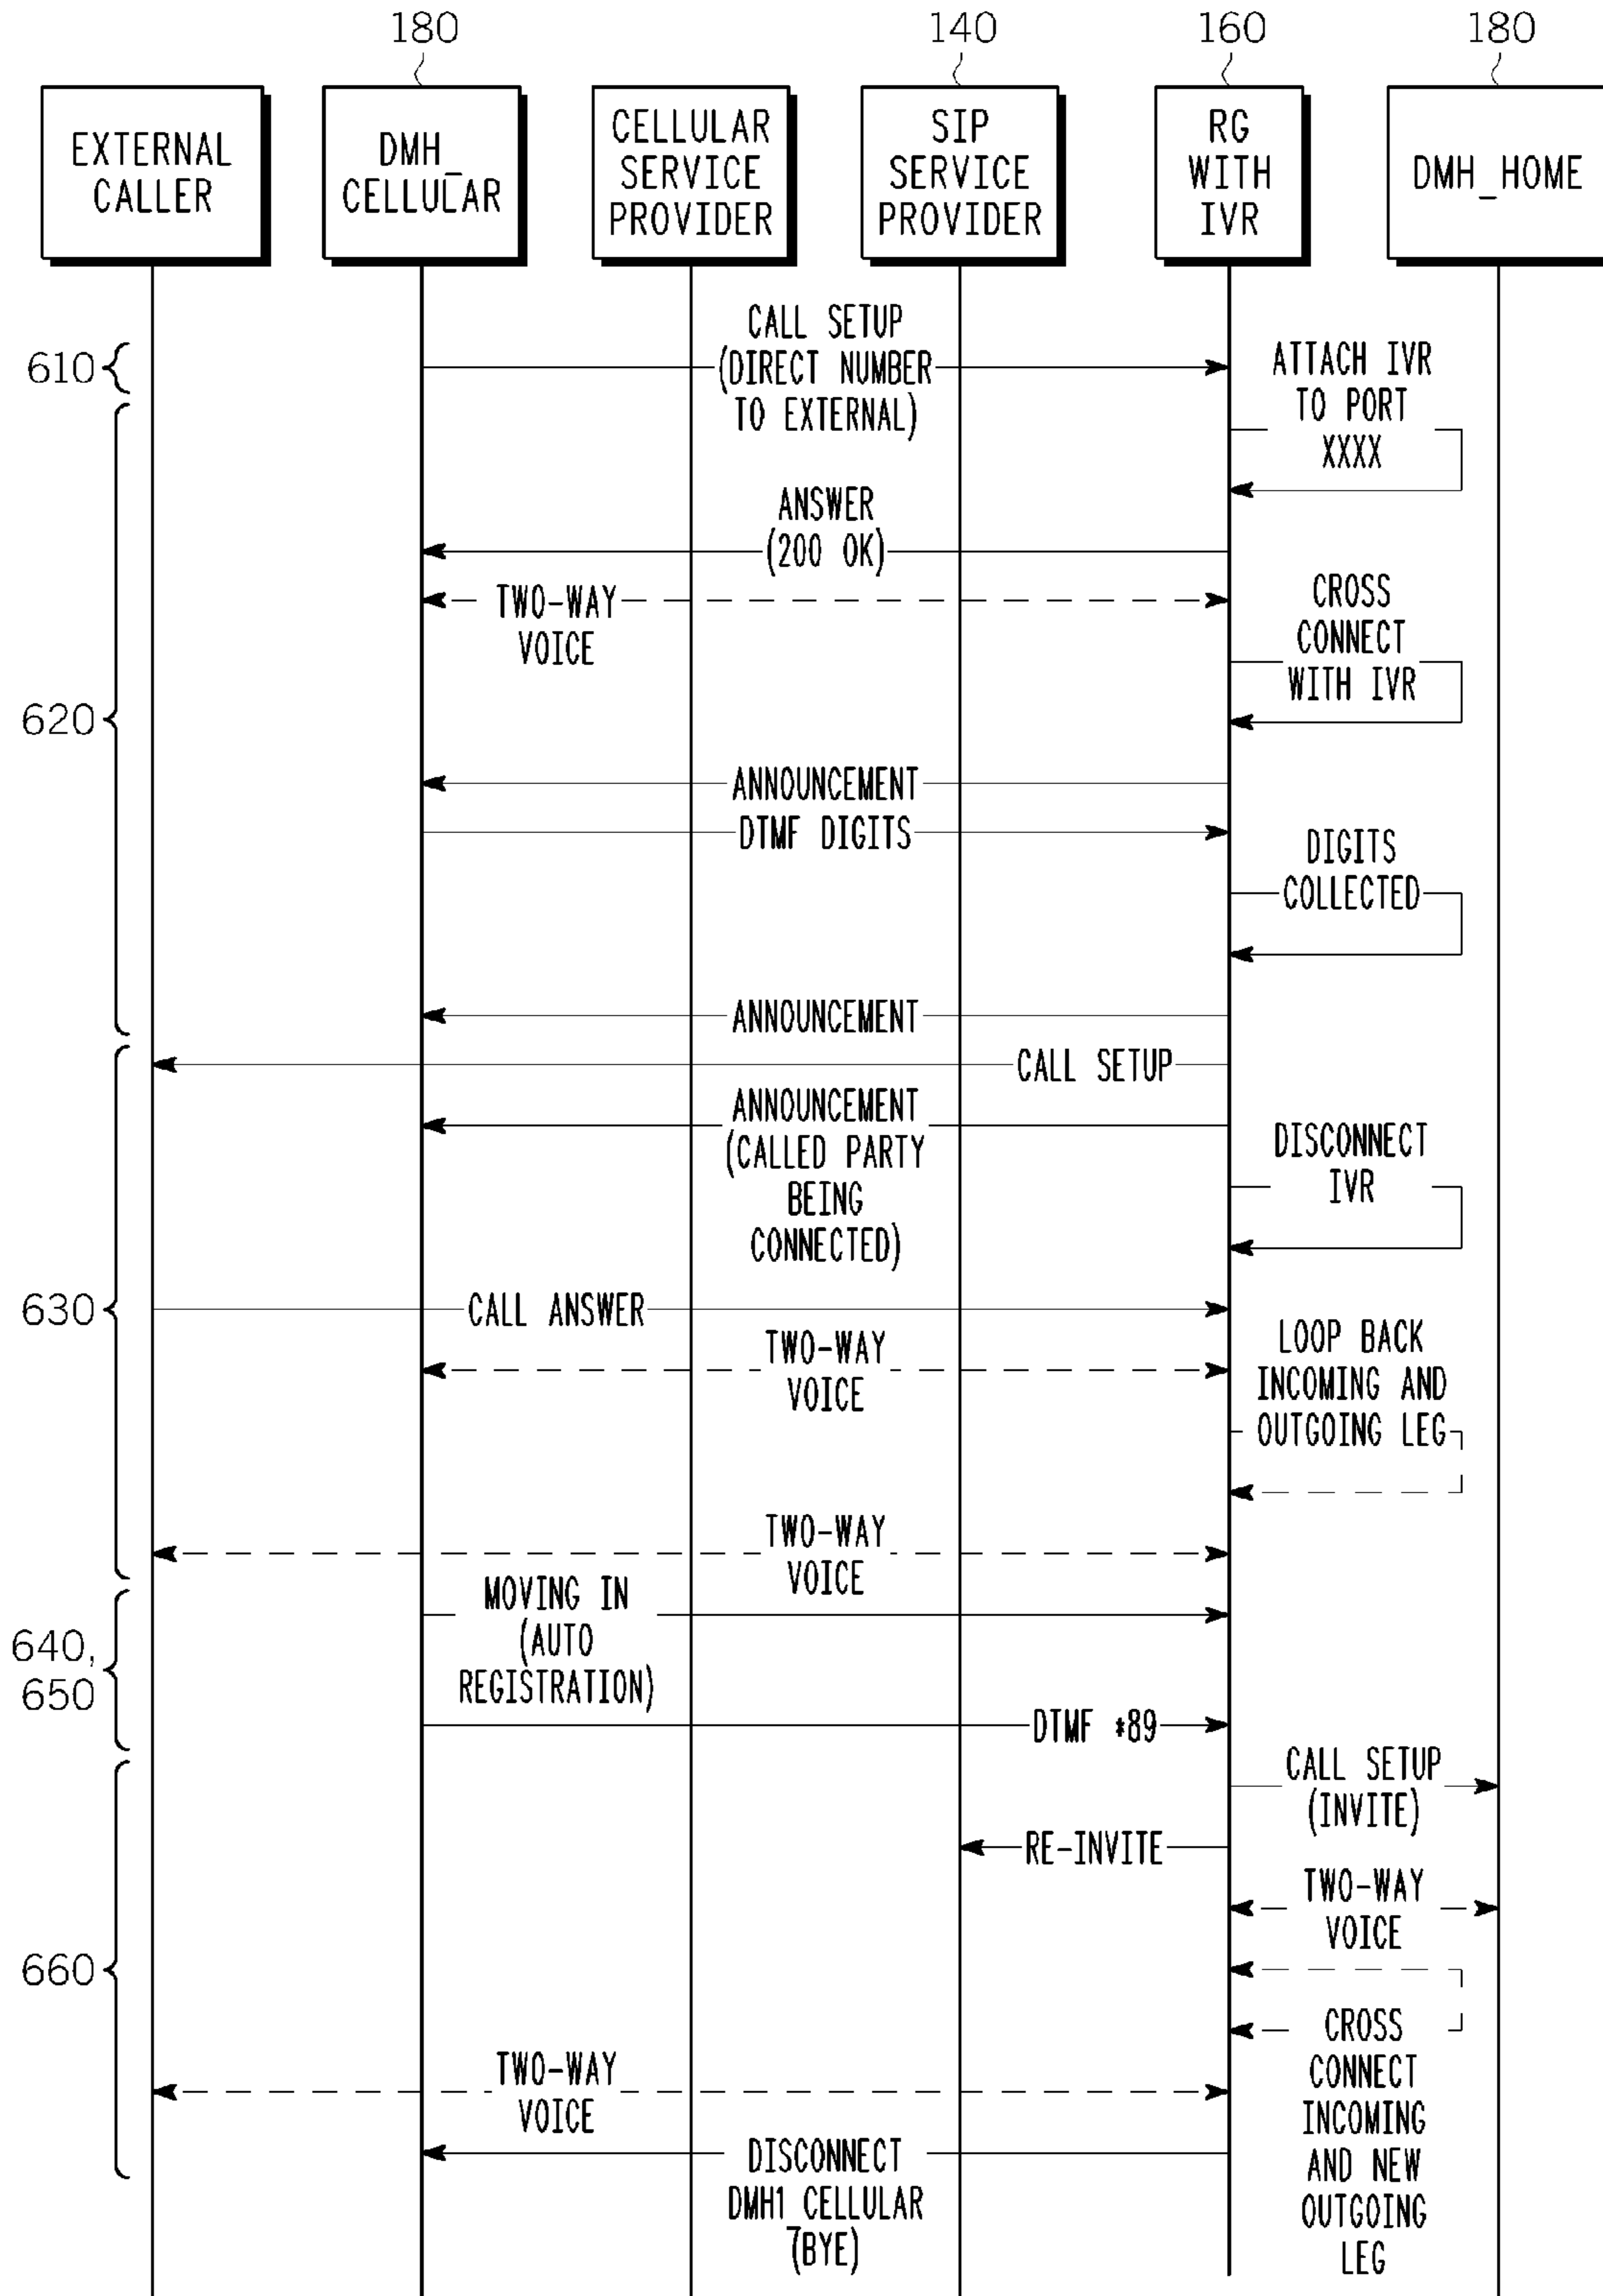 180
140
160
180
EXTERNAL
CALLER
DMH_
CELLULAR
CELLULAR
SERVICE
PROVIDER
SIP
SERVICE
PROVIDER
RG
WITH
IVR
DMH_HOME
610
CALL SETUP
(DIRECT NUMBER
TO EXTERNAL)
ATTACH IVR
TO PORT
XXXX
ANSWER
(200 OK)
TWO-WAY
VOICE
CROSS
CONNECT
WITH IVR
620
ANNOUNCEMENT
DTMF DIGITS
DIGITS
COLLECTED
ANNOUNCEMENT
CALL SETUP
ANNOUNCEMENT
(CALLED PARTY
BEING
CONNECTED)
DISCONNECT
IVR
630
CALL ANSWER
TWO-WAY
VOICE
LOOP BACK
INCOMING AND
OUTGOING LEG
TWO-WAY
VOICE
640,
650
MOVING IN
(AUTO
REGISTRATION)
DTMF *89
CALL SETUP
(INVITE)
RE-INVITE
TWO-WAY
VOICE
660
CROSS
CONNECT
INCOMING
AND NEW
OUTGOING
LEG
TWO-WAY
VOICE
DISCONNECT
DMH1_CELLULAR
(BYE)